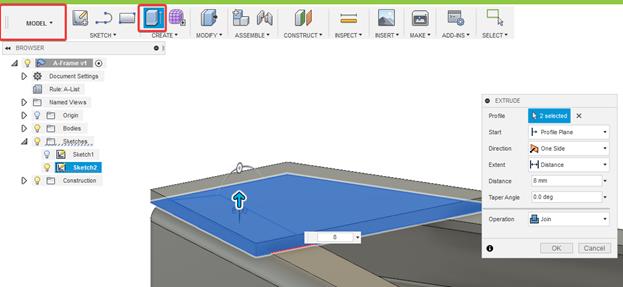 MODEL ▾
SKETCH ▾
CREATE ▾
MODIFY ▾
ASSEMBLE ▾
CONSTRUCT ▾
INSPECT ▾
INSERT ▾
MAKE ▾
ADD-INS ▾
SELECT ▾
BROWSER
A-Frame v1
Document Settings
Rule: A-List
Named Views
Origin
Bodies
Sketches
Sketch1
Sketch2
Construction
8
EXTRUDE
Profile 2 selected
Start Profile Plane
Direction One Side
Extent Distance
Distance 8 mm
Taper Angle 0.0 deg
Operation Join
OK Cancel